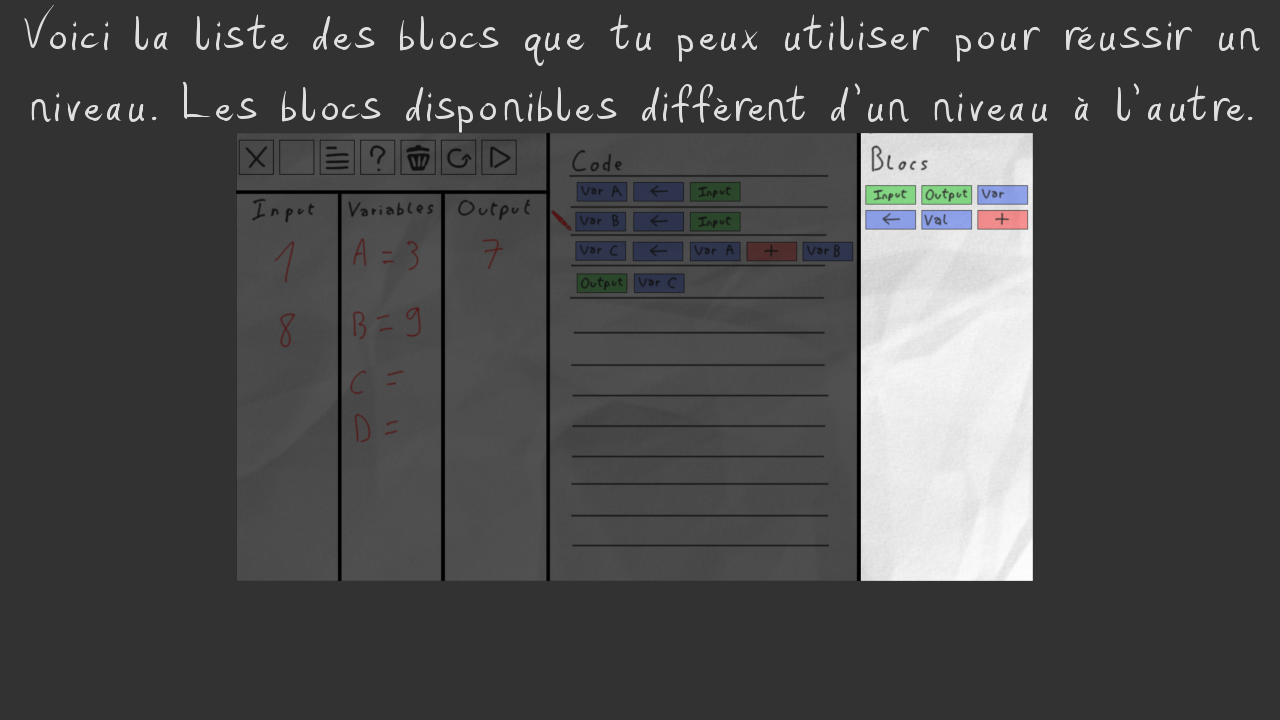 Voici la liste des blocs que tu peux utiliser pour réussir un
niveau. Les blocs disponibles diffèrent d'un niveau à l'autre.
?
Input Variables Output
1 A = 3 7
8 B = 9
C =
D =
Code
Var A ← Input
Var B ← Input
Var C ← Var A + Var B
Output Var C
Blocs
Input Output Var
← Val +